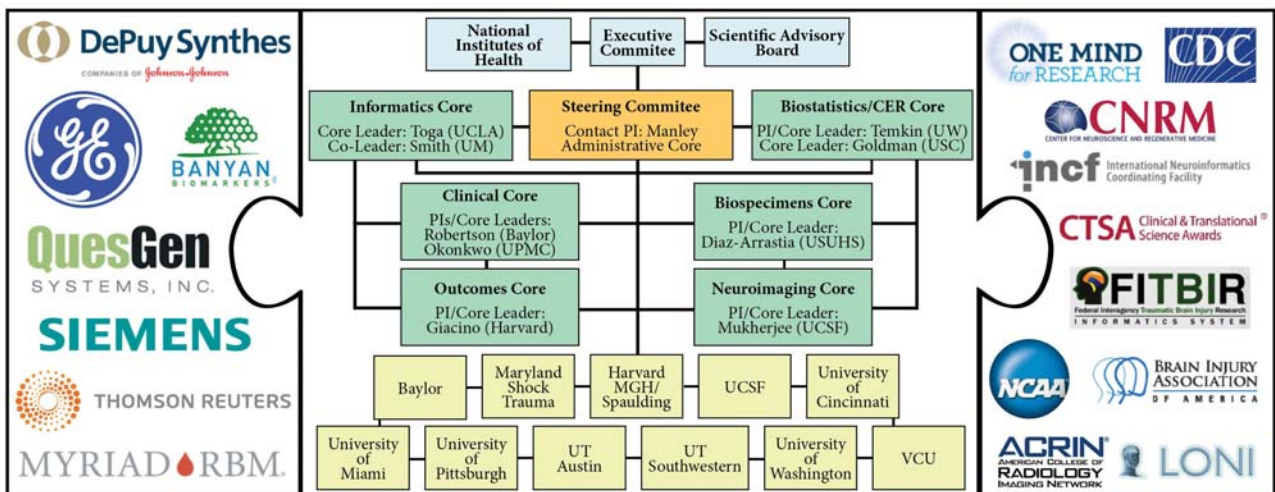 DePuy Synthes
COMPANIES OF Johnson-Johnson
GE
BANYAN
BIOMARKERS
QuesGen
SYSTEMS, INC.
SIEMENS
THOMSON REUTERS
MYRIAD RBM
National
Institutes of
Health
Executive
Commitee
Scientific Advisory
Board
Informatics Core
Core Leader: Toga (UCLA)
Co-Leader: Smith (UM)
Steering Commitee
Contact PI: Manley
Administrative Core
Biostatistics/CER Core
PI/Core Leader: Temkin (UW)
Core Leader: Goldman (USC)
Clinical Core
PIs/Core Leaders:
Robertson (Baylor)
Okonkwo (UPMC)
Biospecimens Core
PI/Core Leader:
Diaz-Arrastia (USUHS)
Outcomes Core
PI/Core Leader:
Giacino (Harvard)
Neuroimaging Core
PI/Core Leader:
Mukherjee (UCSF)
Baylor
Maryland
Shock
Trauma
Harvard
MGH/
Spaulding
UCSF
University
of
Cincinnati
University
of
Miami
University
of
Pittsburgh
UT
Austin
UT
Southwestern
University
of
Washington
VCU
ONE MIND
for RESEARCH
CDC
CNRM
CENTER FOR NEUROSCIENCE AND REGENERATIVE MEDICINE
incf International Neuroinformatics
Coordinating Facility
CTSA Clinical & Translational®
Science Awards
FITBIR
Federal Interagency Traumatic Brain Injury Research
INFORMATICS SYSTEM
NCAA
BRAIN INJURY
ASSOCIATION
OF AMERICA
ACRIN
AMERICAN COLLEGE OF
RADIOLOGY
IMAGING NETWORK
LONI